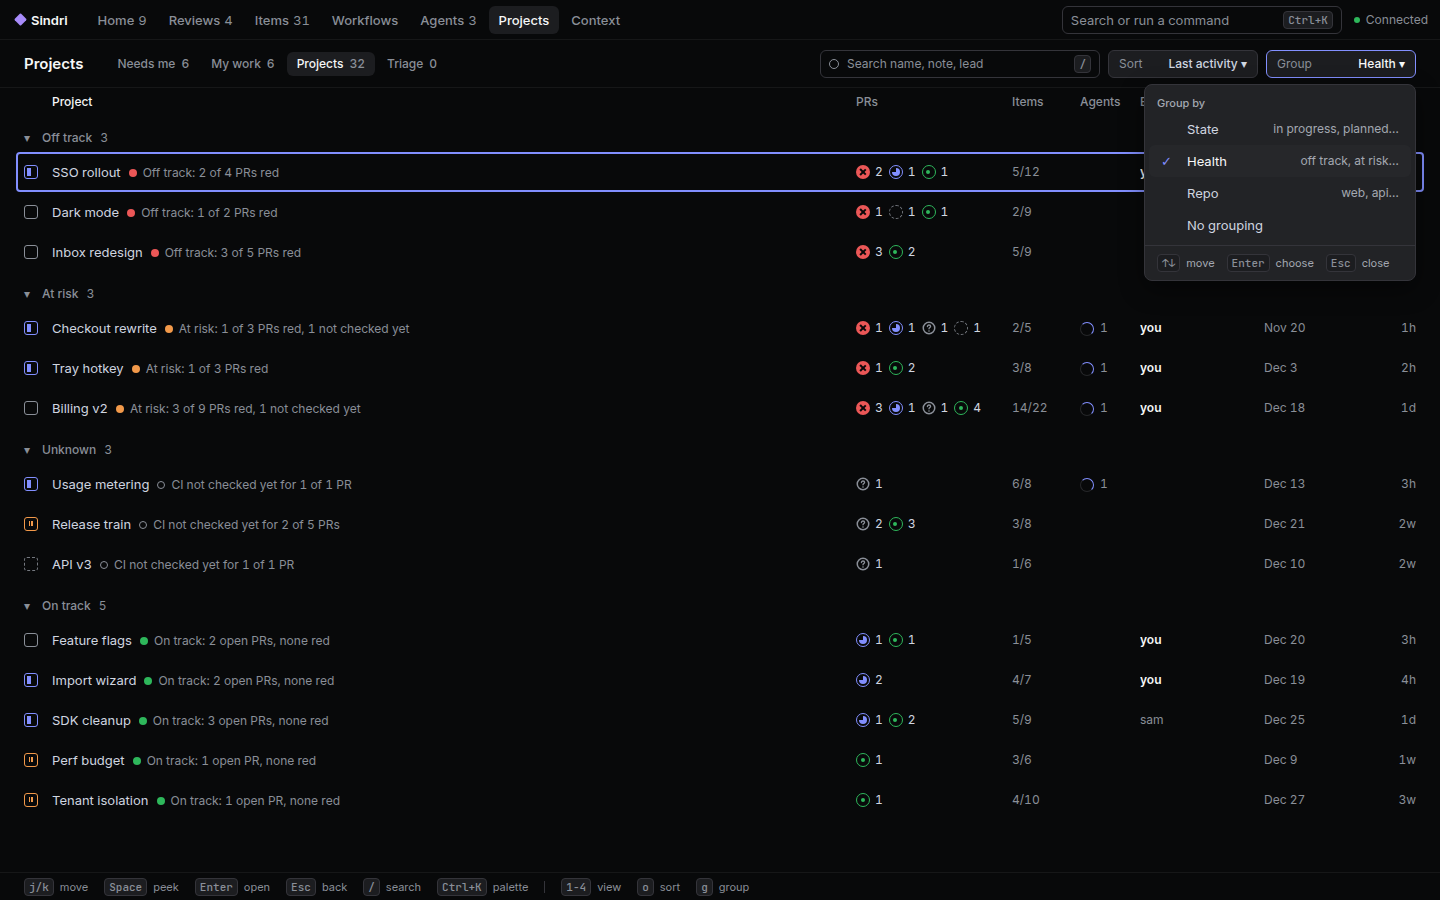 Sindri Home 9 Reviews 4 Items 31 Workflows Agents 3 Projects Context Search or run a command Ctrl+K Connected
Projects Needs me 6 My work 6 Projects 32 Triage 0 Search name, note, lead / Sort Last activity ▾ Group Health ▾
Project PRs Items Agents
Group by
State in progress, planned...
✓ Health off track, at risk...
Repo web, api...
No grouping
↑↓ move Enter choose Esc close
▾ Off track 3
SSO rollout Off track: 2 of 4 PRs red 2 1 1 5/12
Dark mode Off track: 1 of 2 PRs red 1 1 1 2/9
Inbox redesign Off track: 3 of 5 PRs red 3 2 5/9
▾ At risk 3
Checkout rewrite At risk: 1 of 3 PRs red, 1 not checked yet 1 1 1 1 2/5 1 you Nov 20 1h
Tray hotkey At risk: 1 of 3 PRs red 1 2 3/8 1 you Dec 3 2h
Billing v2 At risk: 3 of 9 PRs red, 1 not checked yet 3 1 1 4 14/22 1 you Dec 18 1d
▾ Unknown 3
Usage metering CI not checked yet for 1 of 1 PR 1 6/8 1 Dec 13 3h
Release train CI not checked yet for 2 of 5 PRs 2 3 3/8 Dec 21 2w
API v3 CI not checked yet for 1 of 1 PR 1 1/6 Dec 10 2w
▾ On track 5
Feature flags On track: 2 open PRs, none red 1 1 1/5 you Dec 20 3h
Import wizard On track: 2 open PRs, none red 2 4/7 you Dec 19 4h
SDK cleanup On track: 3 open PRs, none red 1 2 5/9 sam Dec 25 1d
Perf budget On track: 1 open PR, none red 1 3/6 Dec 9 1w
Tenant isolation On track: 1 open PR, none red 1 4/10 Dec 27 3w
j/k move Space peek Enter open Esc back / search Ctrl+K palette 1-4 view o sort g group